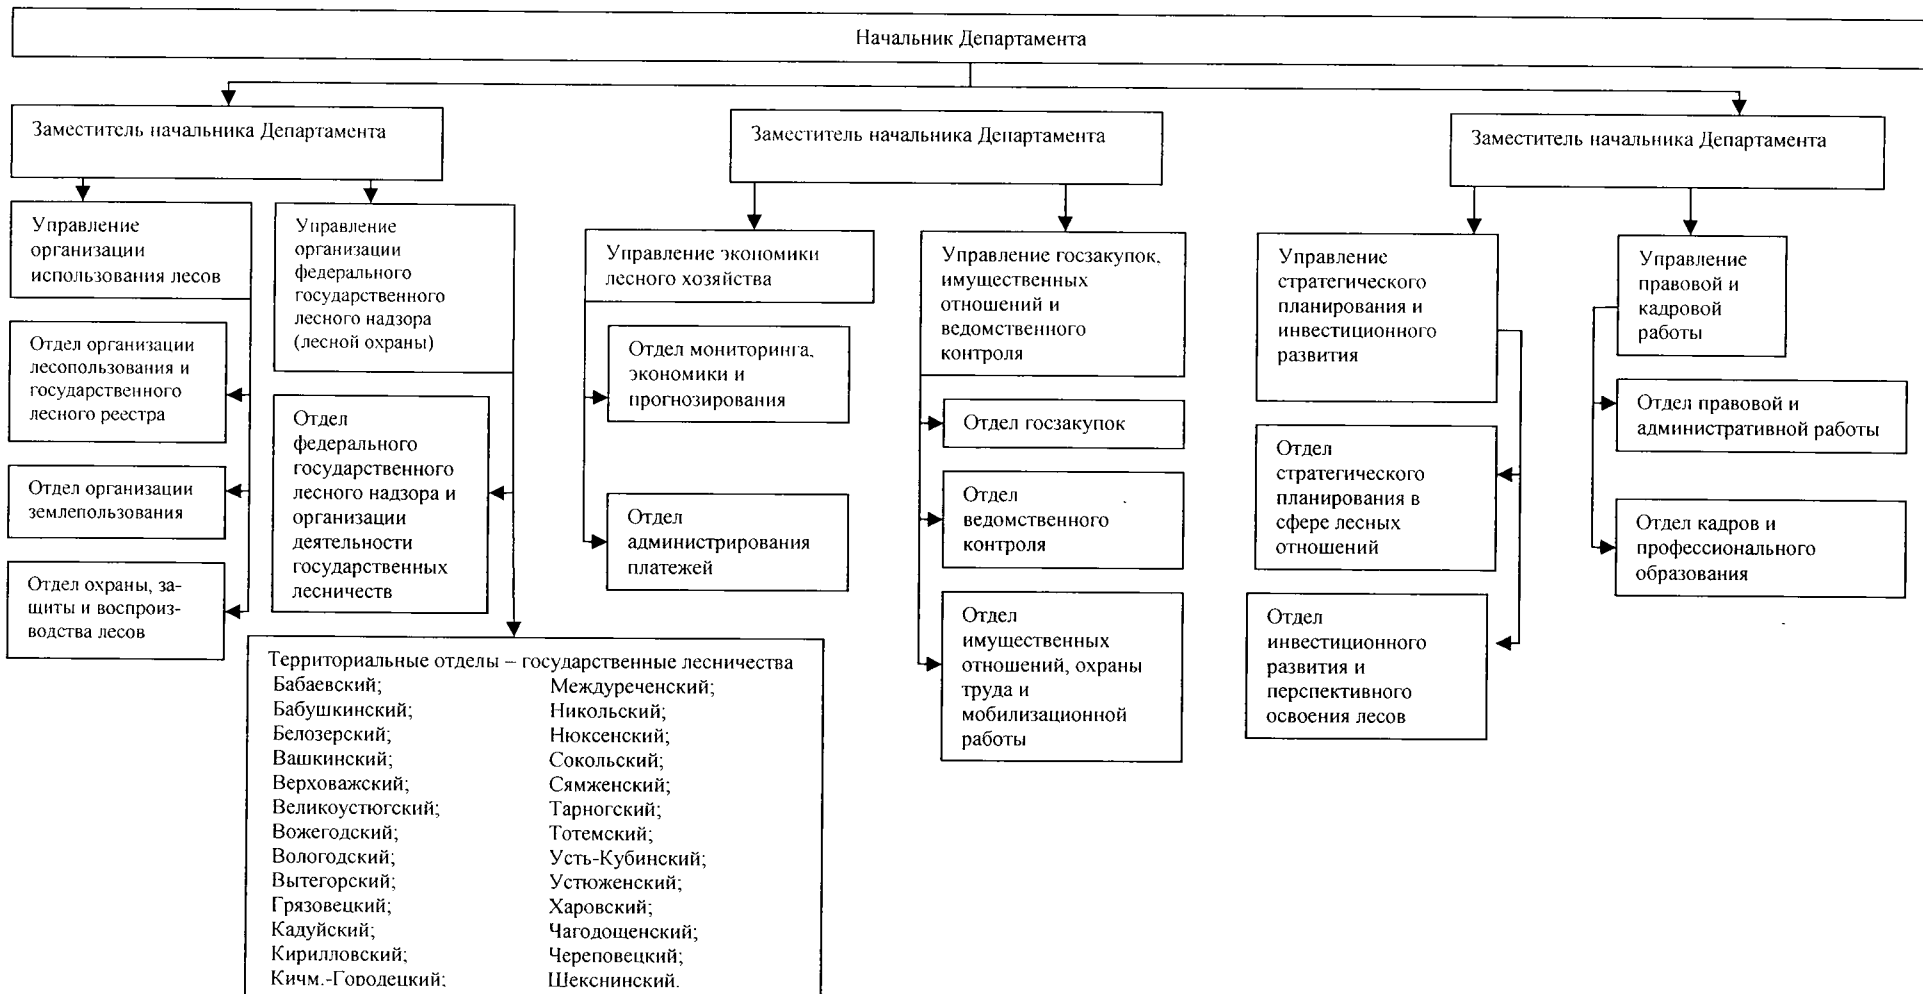 Начальник Департамента
Заместитель начальника Департамента
Заместитель начальника Департамента
Заместитель начальника Департамента
Управление
организации
использования лесов
Отдел организации
лесопользования и
государственного
лесного реестра
Отдел организации
землепользования
Отдел охраны, за-
щиты и воспроиз-
водства лесов
Управление
организации
федерального
государственного
лесного надзора
(лесной охраны)
Отдел
федерального
государственного
лесного надзора и
организации
деятельности
государственных
лесничеств
Территориальные отделы – государственные лесничества
Бабаевский;
Бабушкинский;
Белозерский;
Вашкинский;
Верховажский;
Великоустюгский;
Вожегодский;
Вологодский;
Вытегорский;
Грязовецкий;
Кадуйский;
Кирилловский;
Кичм.-Городецкий;
Междуреченский;
Никольский;
Нюксенский;
Сокольский;
Сямженский;
Тарногский;
Тотемский;
Усть-Кубинский;
Устюженский;
Харовский;
Чагодощенский;
Череповецкий;
Шекснинский.
Управление экономики
лесного хозяйства
Отдел мониторинга,
экономики и
прогнозирования
Отдел
администрирования
платежей
Управление госзакупок,
имущественных
отношений и
ведомственного
контроля
Отдел госзакупок
Отдел
ведомственного
контроля
Отдел
имущественных
отношений, охраны
труда и
мобилизационной
работы
Управление
стратегического
планирования и
инвестиционного
развития
Отдел
стратегического
планирования в
сфере лесных
отношений
Отдел
инвестиционного
развития и
перспективного
освоения лесов
Управление
правовой и
кадровой
работы
Отдел правовой и
административной работы
Отдел кадров и
профессионального
образования